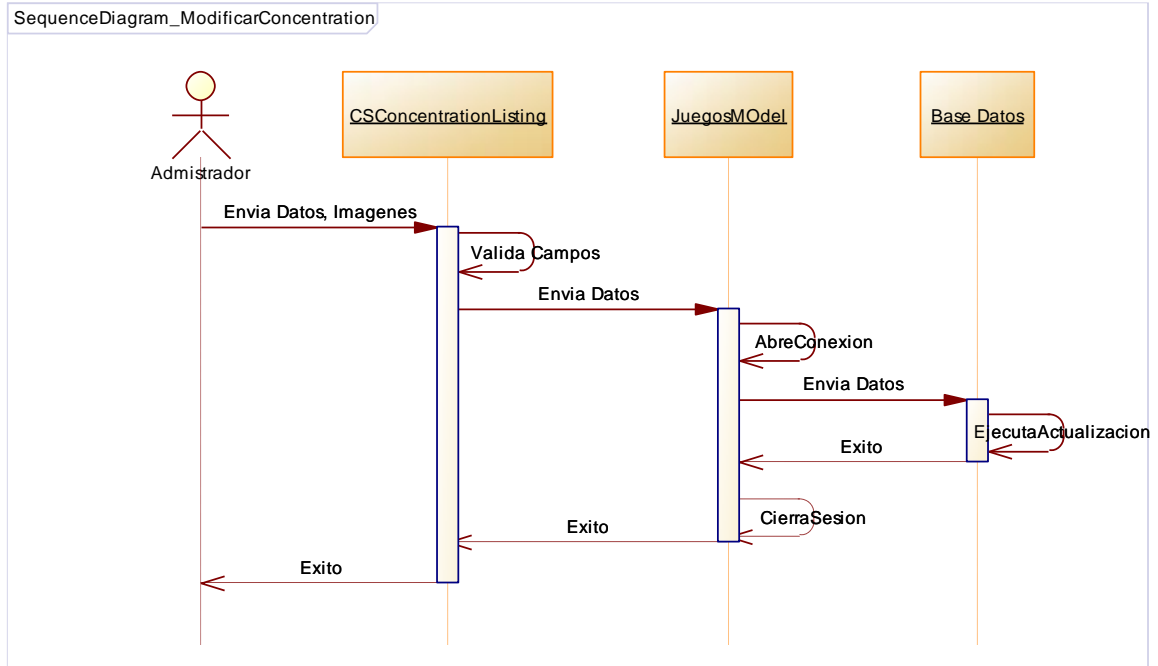 SequenceDiagram_ModificarConcentration
CSConcentrationListing
JuegosMOdel
Base Datos
Admistrador
Envia Datos, Imagenes
Valida Campos
Envia Datos
AbreConexion
Envia Datos
EjecutaActualizacion
Exito
CierraSesion
Exito
Exito